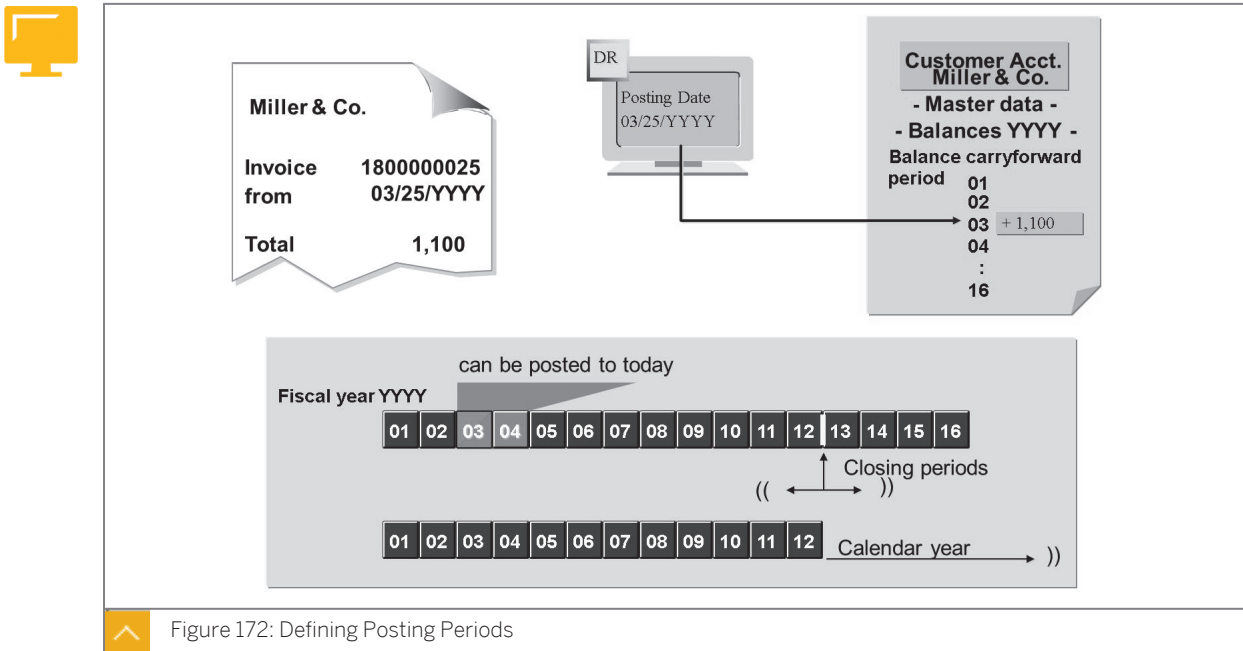 Miller & Co.
Invoice 1800000025
from 03/25/YYYY
Total 1,100
DR
Posting Date
03/25/YYYY
Customer Acct.
Miller & Co.
- Master data -
- Balances YYYY -
Balance carryforward
period 01
02
03 + 1,100
04
:
16
can be posted to today
Fiscal year YYYY
01 02 03 04 05 06 07 08 09 10 11 12 13 14 15 16
Closing periods
(( ))
01 02 03 04 05 06 07 08 09 10 11 12
Calendar year ))
Figure 172: Defining Posting Periods